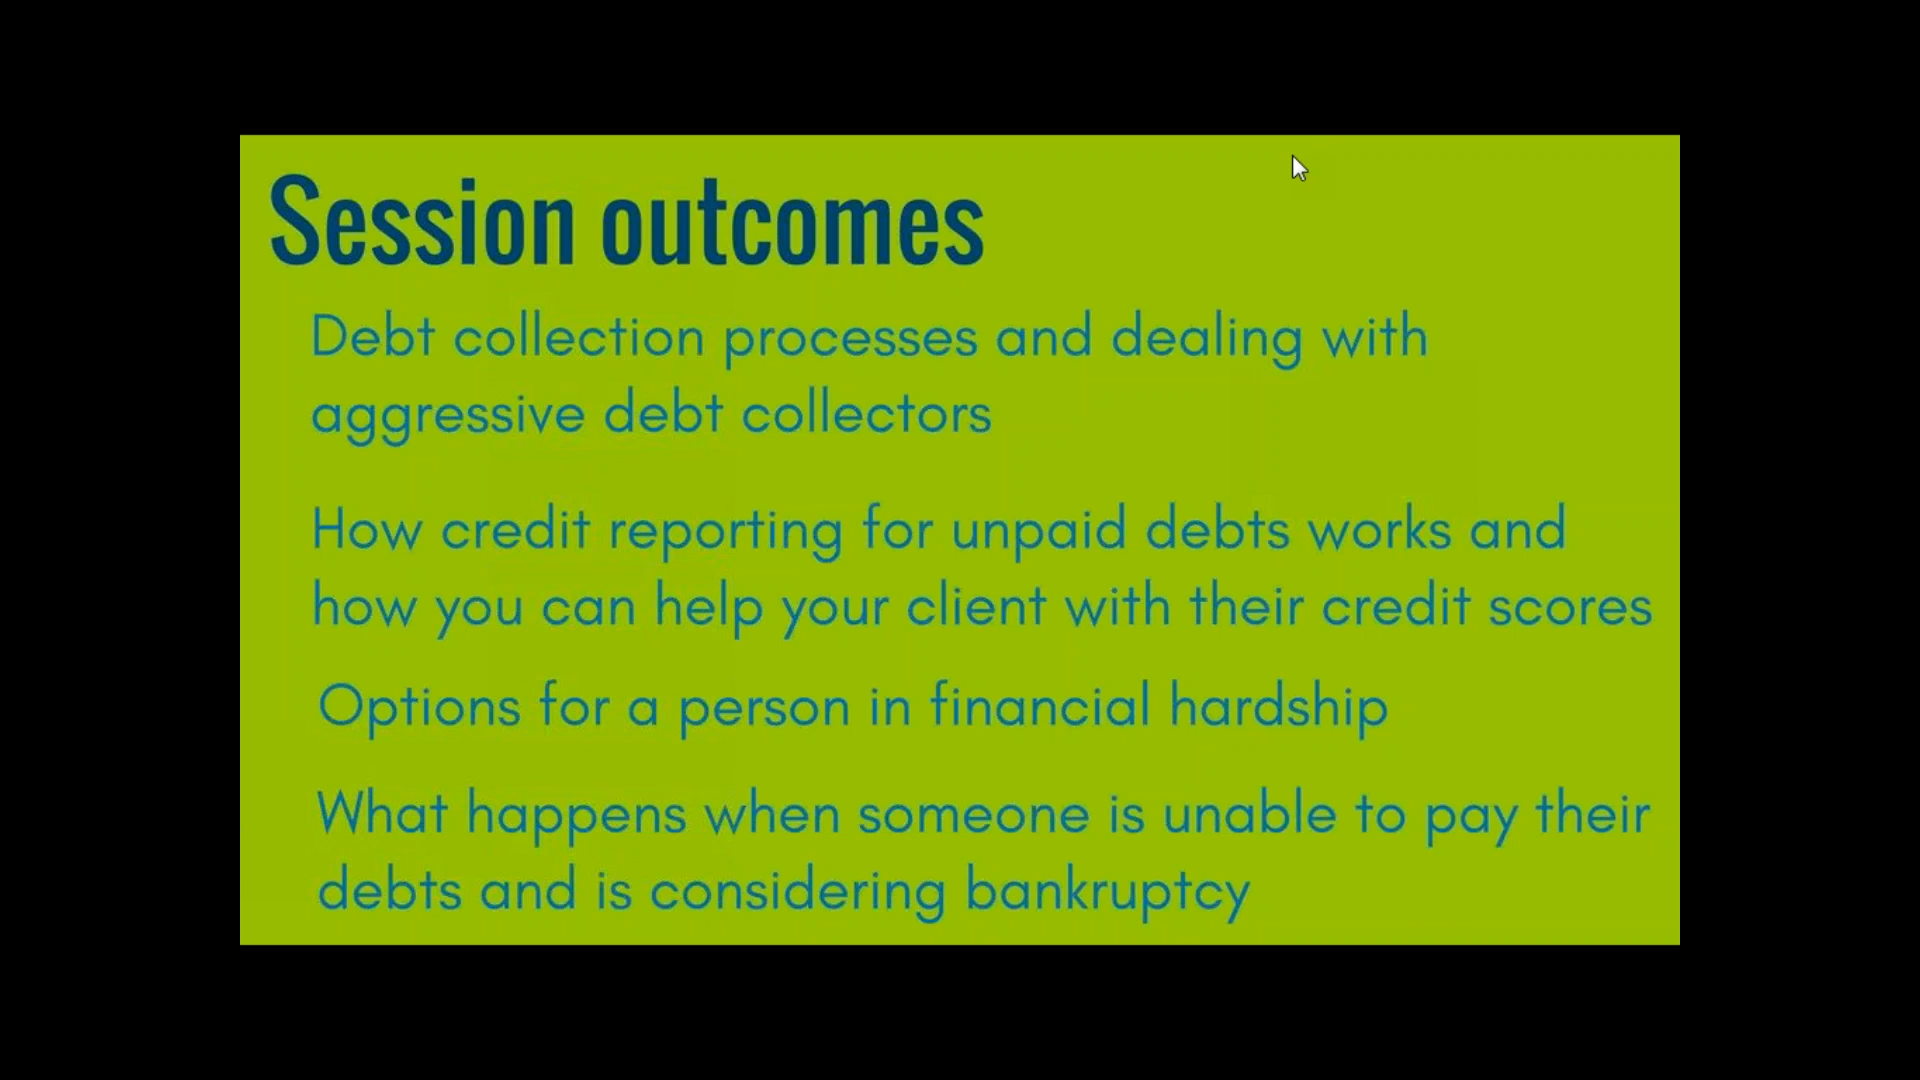 Session outcomes
Debt collection processes and dealing with
aggressive debt collectors
How credit reporting for unpaid debts works and
how you can help your client with their credit scores
Options for a person in financial hardship
What happens when someone is unable to pay their
debts and is considering bankruptcy